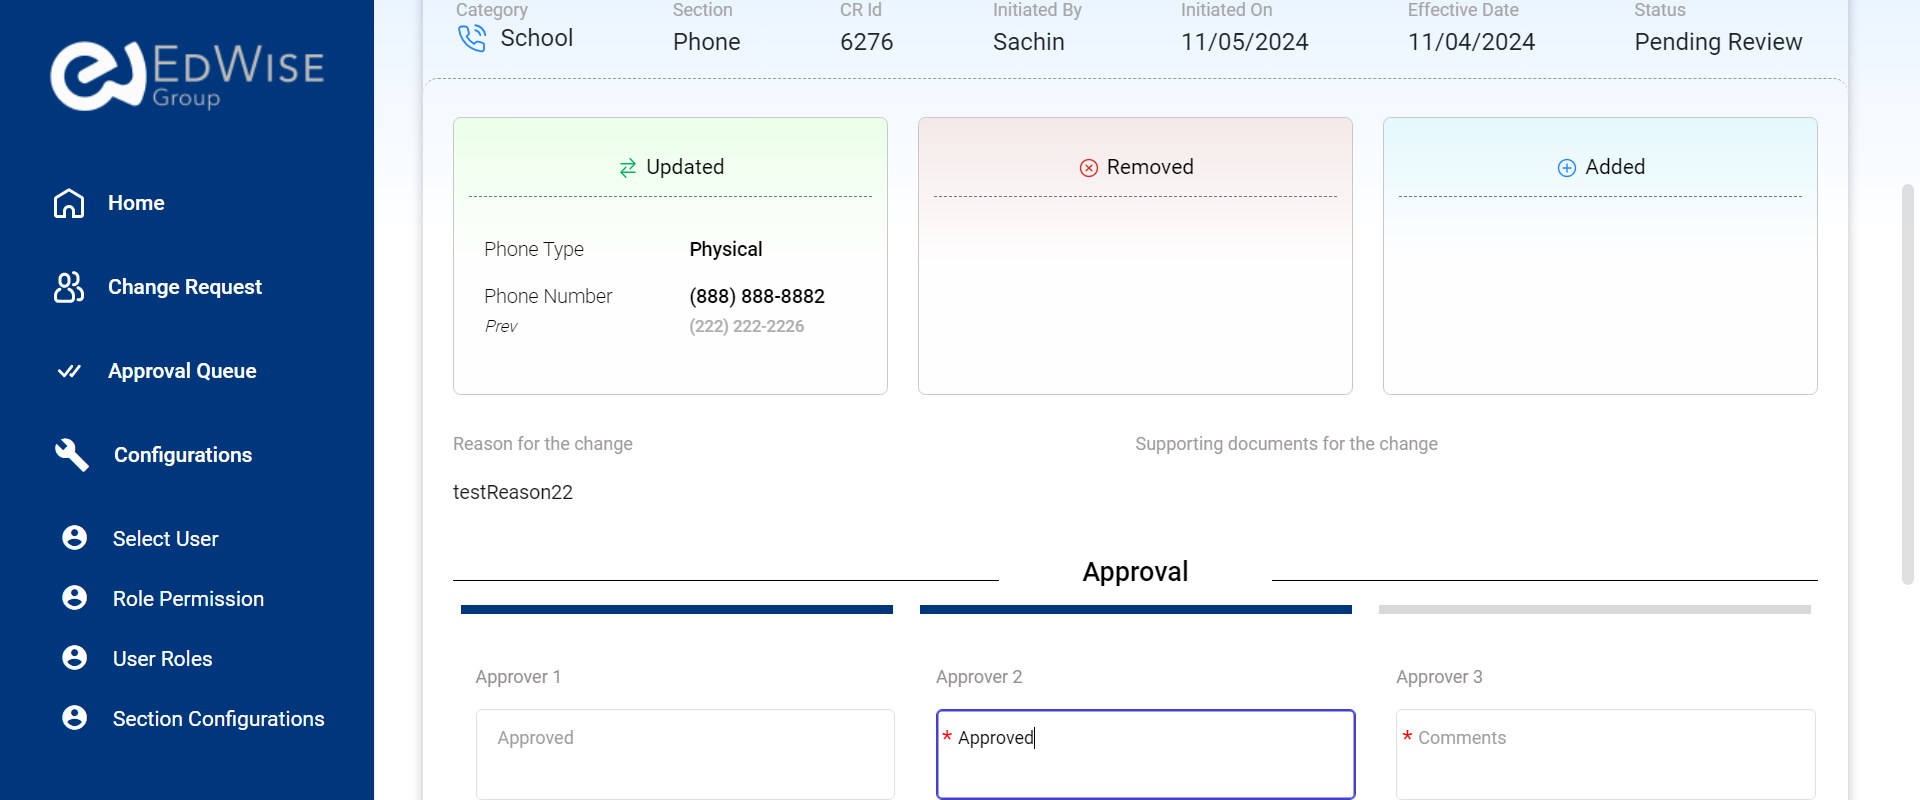 EDWISE
Group
Home
Change Request
Approval Queue
Configurations
Select User
Role Permission
User Roles
Section Configurations
Category Section CR Id Initiated By Initiated On Effective Date Status
School Phone 6276 Sachin 11/05/2024 11/04/2024 Pending Review
Updated
Phone Type Physical
Phone Number (888) 888-8882
Prev (222) 222-2226
Removed
Added
Reason for the change
testReason22
Supporting documents for the change
Approval
Approver 1
Approved
Approver 2
* Approved
Approver 3
* Comments